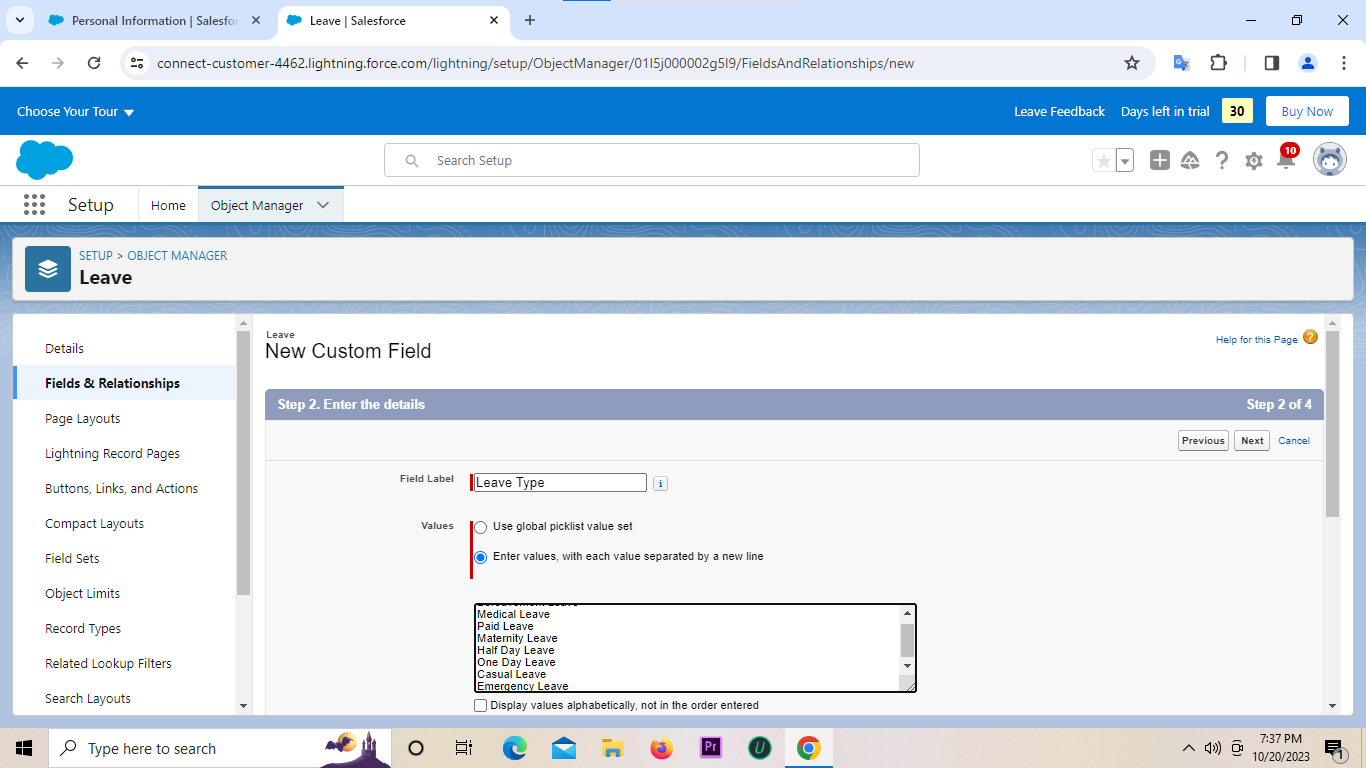 Personal Information | Salesfor
Leave | Salesforce
connect-customer-4462.lightning.force.com/lightning/setup/ObjectManager/01I5j000002g5I9/FieldsAndRelationships/new
Choose Your Tour
Leave Feedback
Days left in trial
30
Buy Now
Search Setup
10
Setup
Home
Object Manager
SETUP > OBJECT MANAGER
Leave
Details
Fields & Relationships
Page Layouts
Lightning Record Pages
Buttons, Links, and Actions
Compact Layouts
Field Sets
Object Limits
Record Types
Related Lookup Filters
Search Layouts
Leave
New Custom Field
Help for this Page
Step 2. Enter the details
Step 2 of 4
Previous
Next
Cancel
Field Label
Leave Type
Values
Use global picklist value set
Enter values, with each value separated by a new line
Medical Leave
Paid Leave
Maternity Leave
Half Day Leave
One Day Leave
Casual Leave
Emergency Leave
Display values alphabetically, not in the order entered
Type here to search
Pr
U
7:37 PM
10/20/2023
1